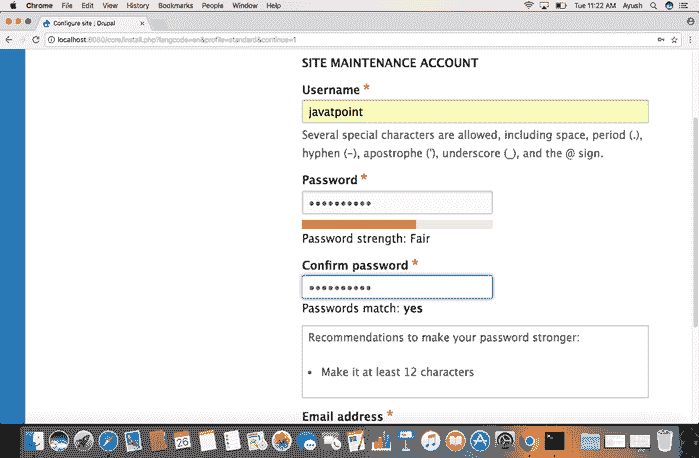 Chrome File Edit View History Bookmarks People Window Help Tue 11:22 AM Ayush
Configure site | Drupal
localhost:8080/core/install.php?langcode=en&profile=standard&continue=1
SITE MAINTENANCE ACCOUNT
Username *
javatpoint
Several special characters are allowed, including space, period (.),
hyphen (-), apostrophe ('), underscore (_), and the @ sign.
Password *
Password strength: Fair
Confirm password *
Passwords match: yes
Recommendations to make your password stronger:
• Make it at least 12 characters
Email address *
26